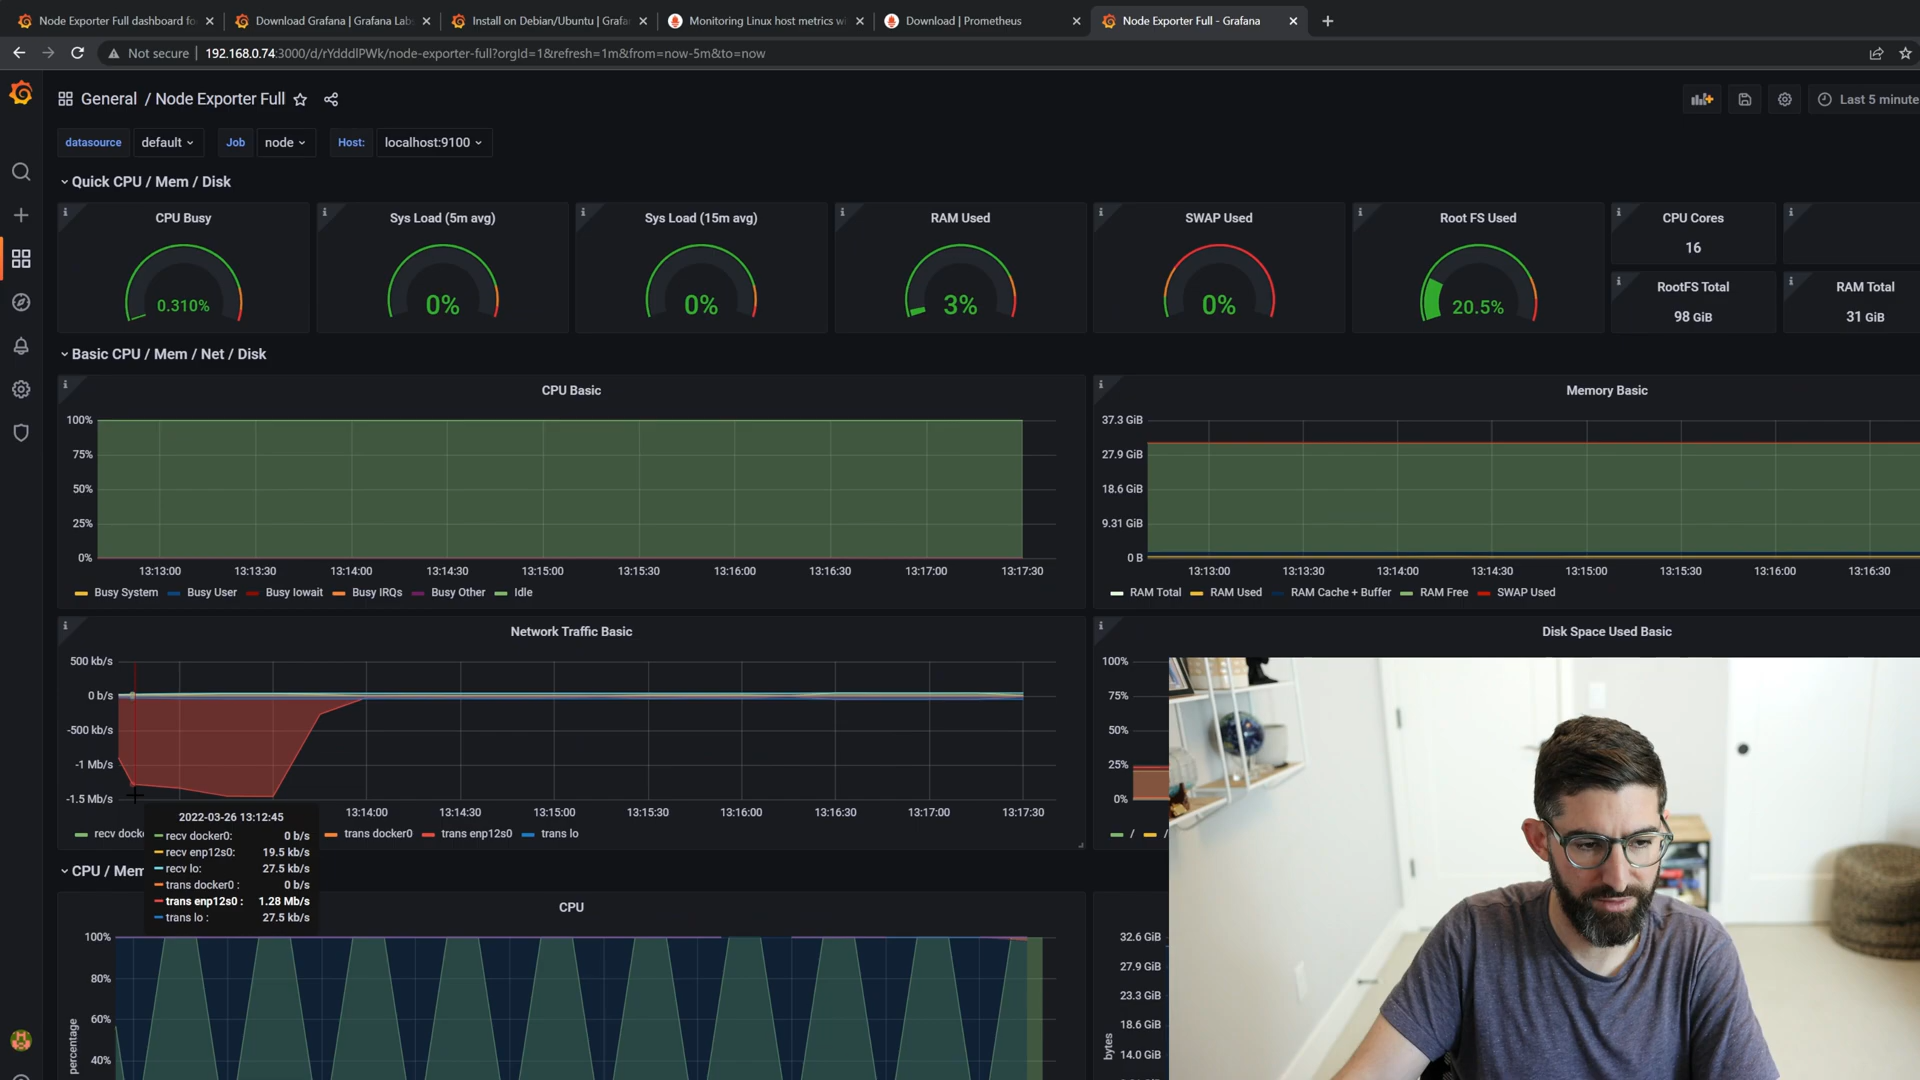 Node Exporter Full dashboard fo
Download Grafana | Grafana Labs
Install on Debian/Ubuntu | Grafa
Monitoring Linux host metrics wi
Download | Prometheus
Node Exporter Full - Grafana
Not secure
192.168.0.74:3000/d/rYdddlPWk/node-exporter-full?orgId=1&refresh=1m&from=now-5m&to=now
General / Node Exporter Full
Last 5 minute
datasource default Job node Host: localhost:9100
Quick CPU / Mem / Disk
CPU Busy
0.310%
Sys Load (5m avg)
0%
Sys Load (15m avg)
0%
RAM Used
3%
SWAP Used
0%
Root FS Used
20.5%
CPU Cores
16
RootFS Total
98 GiB
RAM Total
31 GiB
Basic CPU / Mem / Net / Disk
CPU Basic
100%
75%
50%
25%
0%
13:13:00 13:13:30 13:14:00 13:14:30 13:15:00 13:15:30 13:16:00 13:16:30 13:17:00 13:17:30
Busy System Busy User Busy Iowait Busy IRQs Busy Other Idle
Memory Basic
37.3 GiB
27.9 GiB
18.6 GiB
9.31 GiB
0 B
13:13:00 13:13:30 13:14:00 13:14:30 13:15:00 13:15:30 13:16:00 13:16:30
RAM Total RAM Used RAM Cache + Buffer RAM Free SWAP Used
Network Traffic Basic
500 kb/s
0 b/s
-500 kb/s
-1 Mb/s
-1.5 Mb/s
13:14:00 13:14:30 13:15:00 13:15:30 13:16:00 13:16:30 13:17:00 13:17:30
recv docke trans docker0 trans enp12s0 trans lo
2022-03-26 13:12:45
recv docker0: 0 b/s
recv enp12s0: 19.5 kb/s
recv lo: 27.5 kb/s
trans docker0 : 0 b/s
trans enp12s0 : 1.28 Mb/s
trans lo : 27.5 kb/s
Disk Space Used Basic
100%
75%
50%
25%
0%
/ /
CPU / Mem
CPU
100%
80%
60%
40%
percentage
32.6 GiB
27.9 GiB
23.3 GiB
18.6 GiB
14.0 GiB
bytes